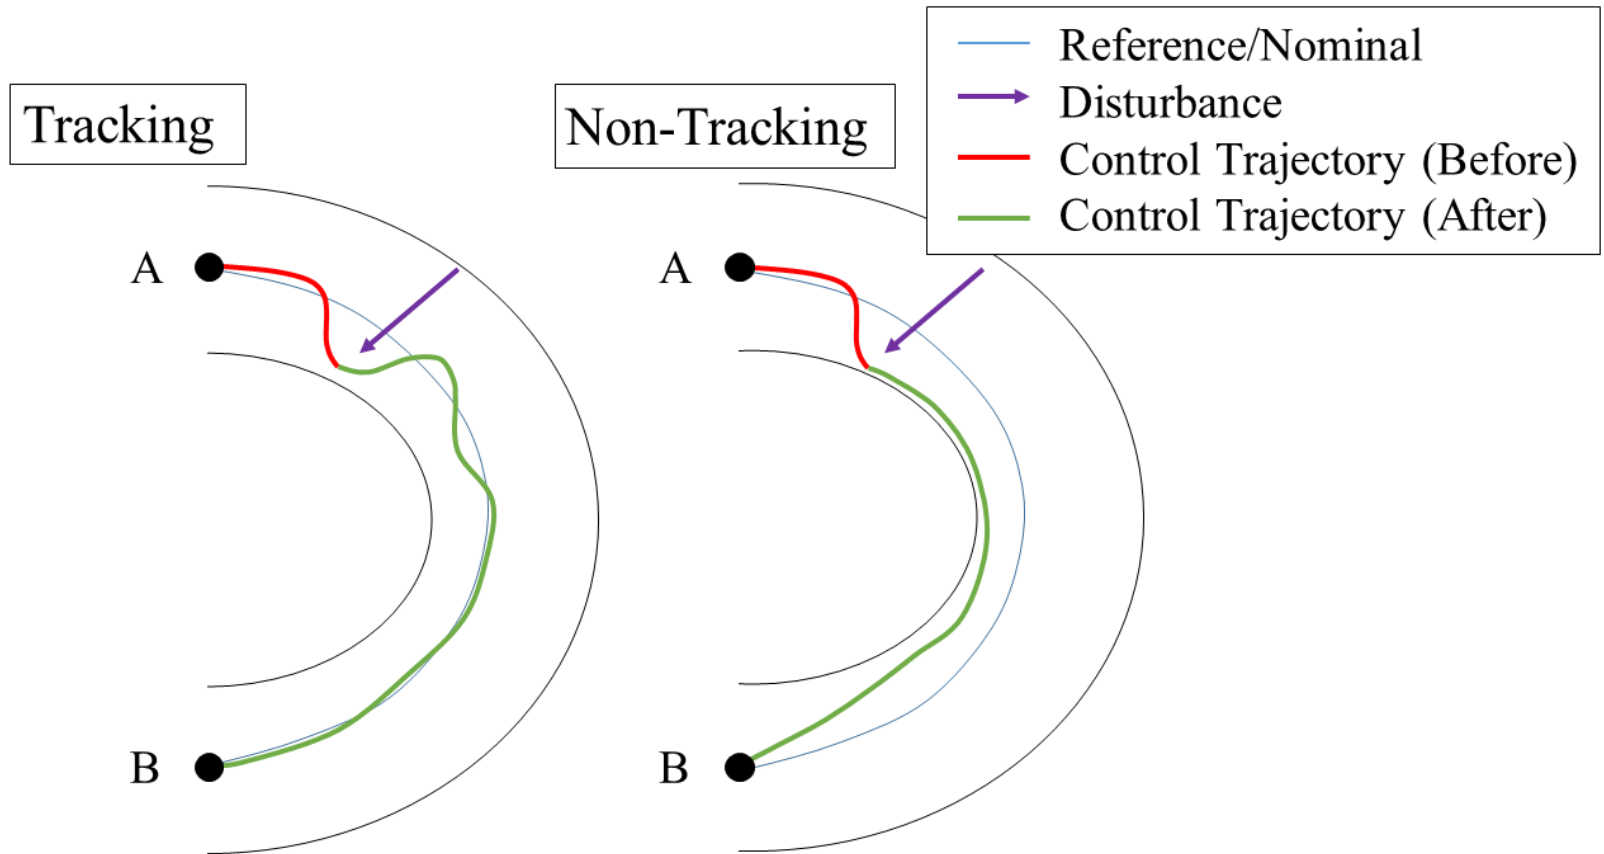 Reference/Nominal
Disturbance
Control Trajectory (Before)
Control Trajectory (After)
Tracking
Non-Tracking
A
A
B
B